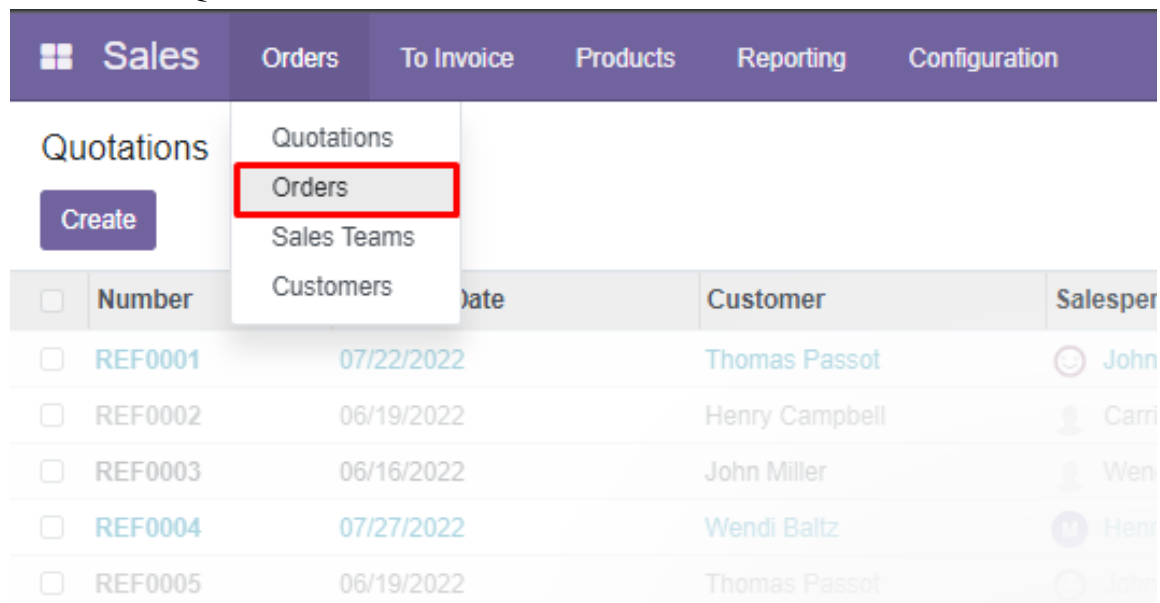 Sales Orders To Invoice Products Reporting Configuration
Quotations
Create
Quotations
Orders
Sales Teams
Customers
Number Customer
REF0001 07/22/2022 Thomas Passot John
REF0002 06/19/2022 Henry Campbell
REF0003 06/16/2022 John Miller
REF0004 07/27/2022 Wendi Baltz M
REF0005 06/19/2022 Thomas Passot John